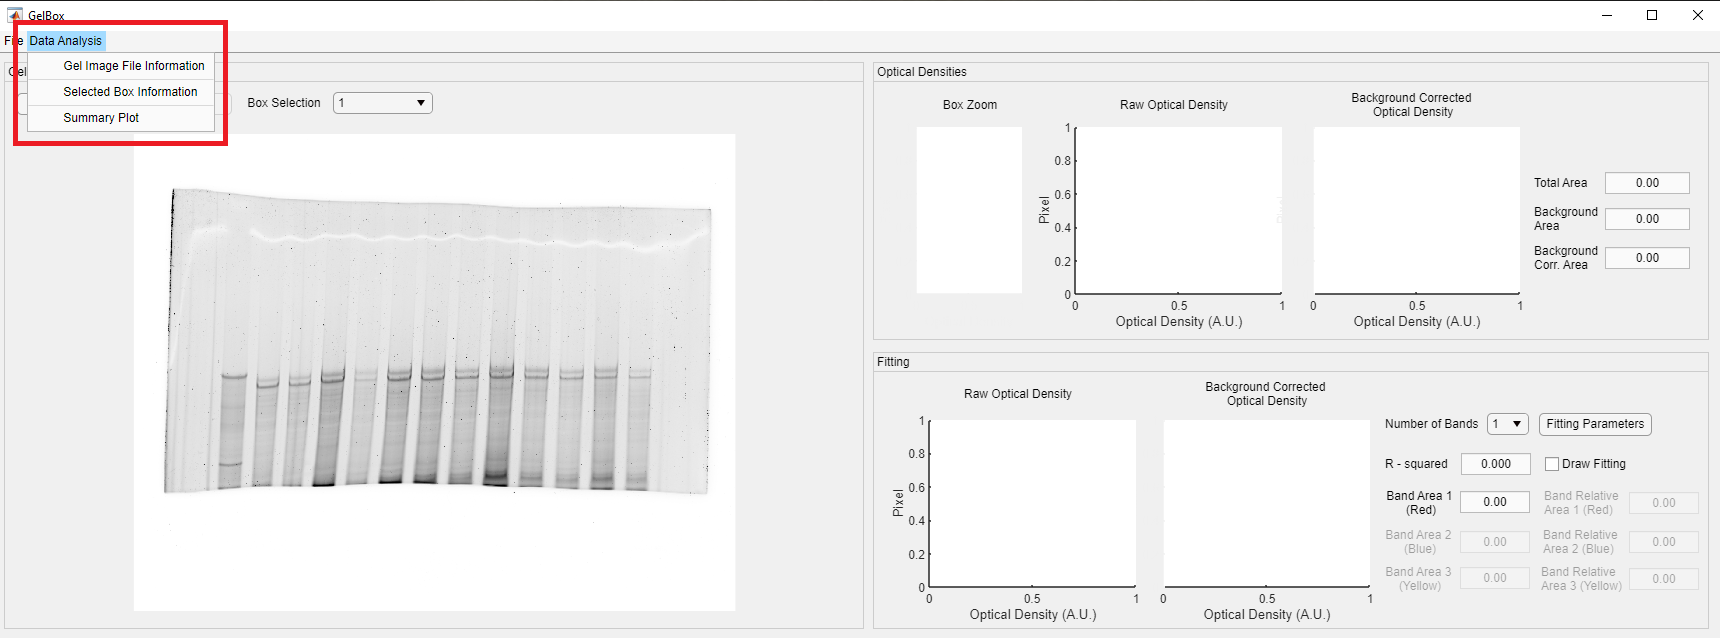 GelBox
File Data Analysis
Gel Image File Information
Selected Box Information
Summary Plot
Gel
Box Selection
1
Optical Densities
Box Zoom
Raw Optical Density
Background Corrected
Optical Density
1
0.8
0.6
0.4
0.2
0
Pixel
0
0.5
1
Optical Density (A.U.)
0
0.5
1
Optical Density (A.U.)
Total Area
0.00
Background
Area
0.00
Background
Corr. Area
0.00
Fitting
Raw Optical Density
Background Corrected
Optical Density
1
0.8
0.6
0.4
0.2
0
Pixel
0
0.5
1
Optical Density (A.U.)
0
0.5
1
Optical Density (A.U.)
Number of Bands
1
Fitting Parameters
R - squared
0.000
Draw Fitting
Band Area 1
(Red)
0.00
Band Relative
Area 1 (Red)
0.00
Band Area 2
(Blue)
0.00
Band Relative
Area 2 (Blue)
0.00
Band Area 3
(Yellow)
0.00
Band Relative
Area 3 (Yellow)
0.00